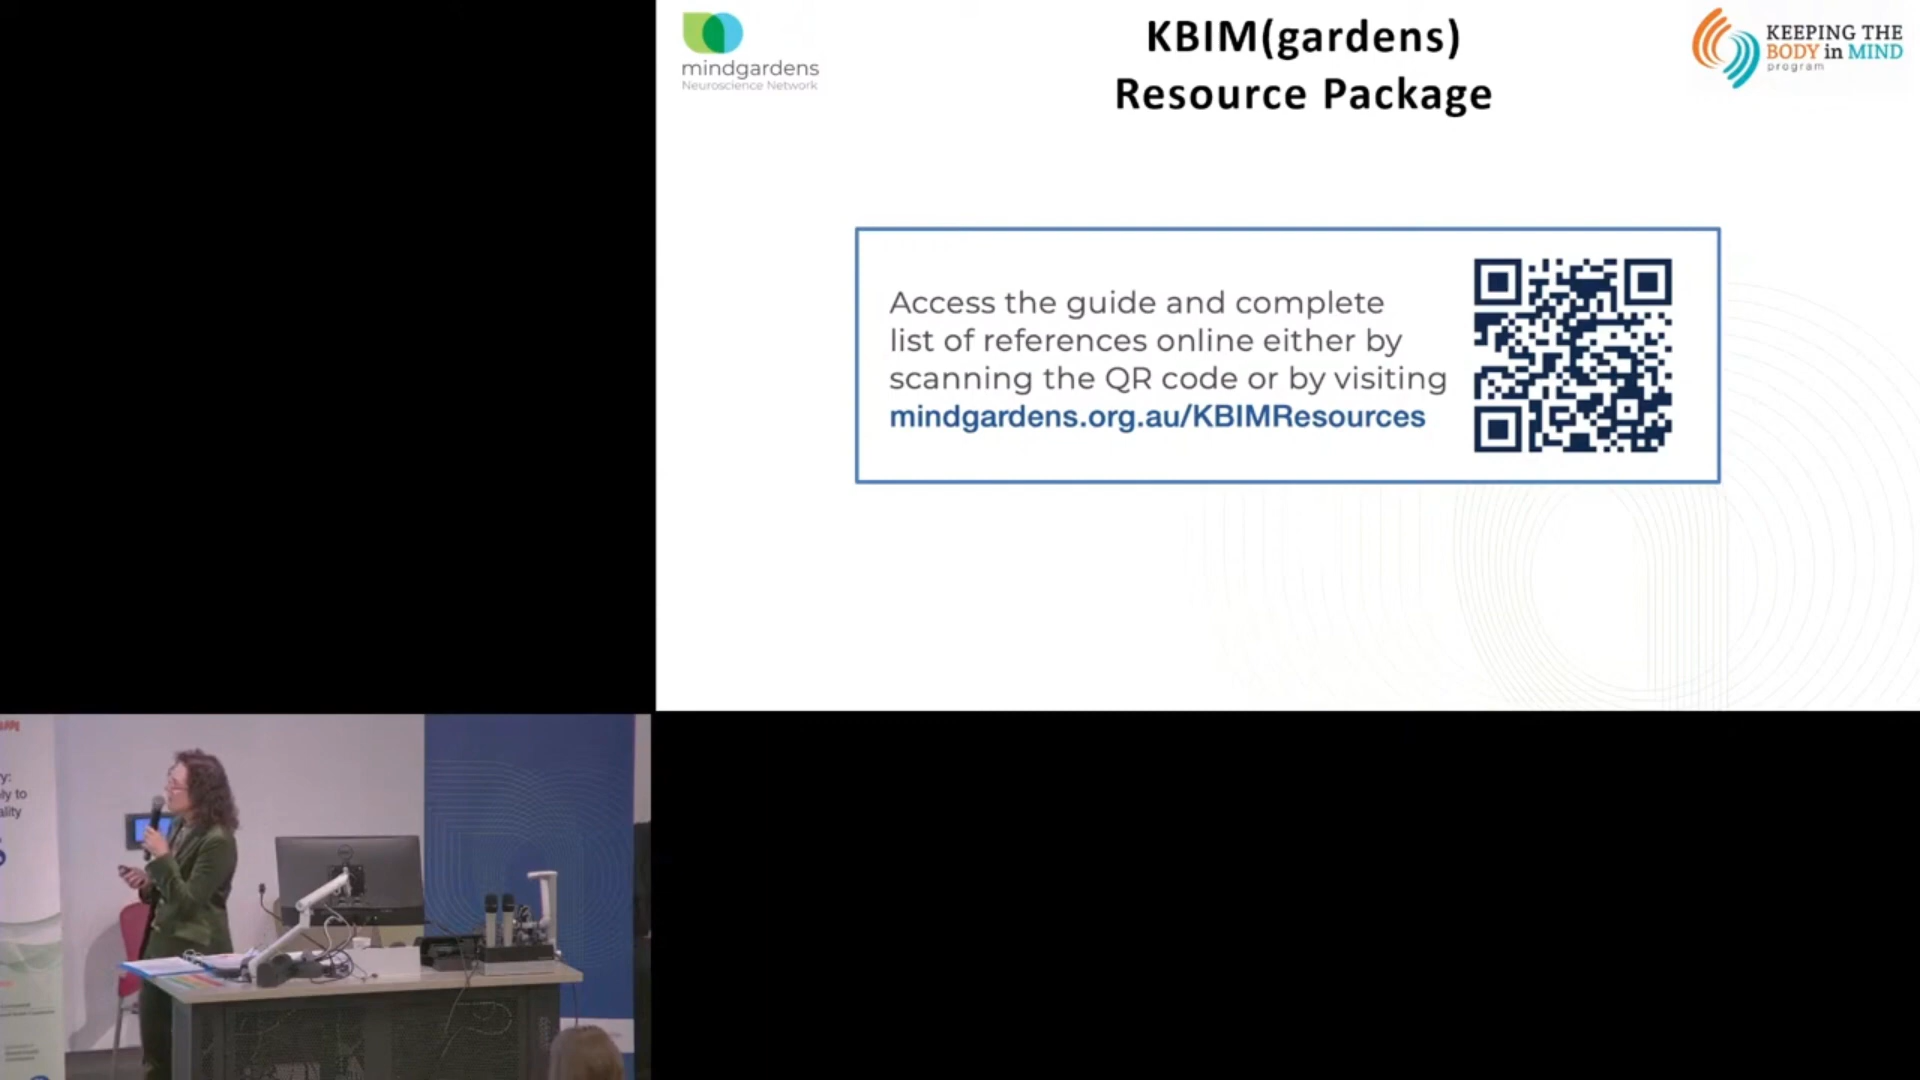 mindgardens
Neuroscience Network
KBIM(gardens)
Resource Package
KEEPING THE
BODY in MIND
program
Access the guide and complete
list of references online either by
scanning the QR code or by visiting
mindgardens.org.au/KBIMResources